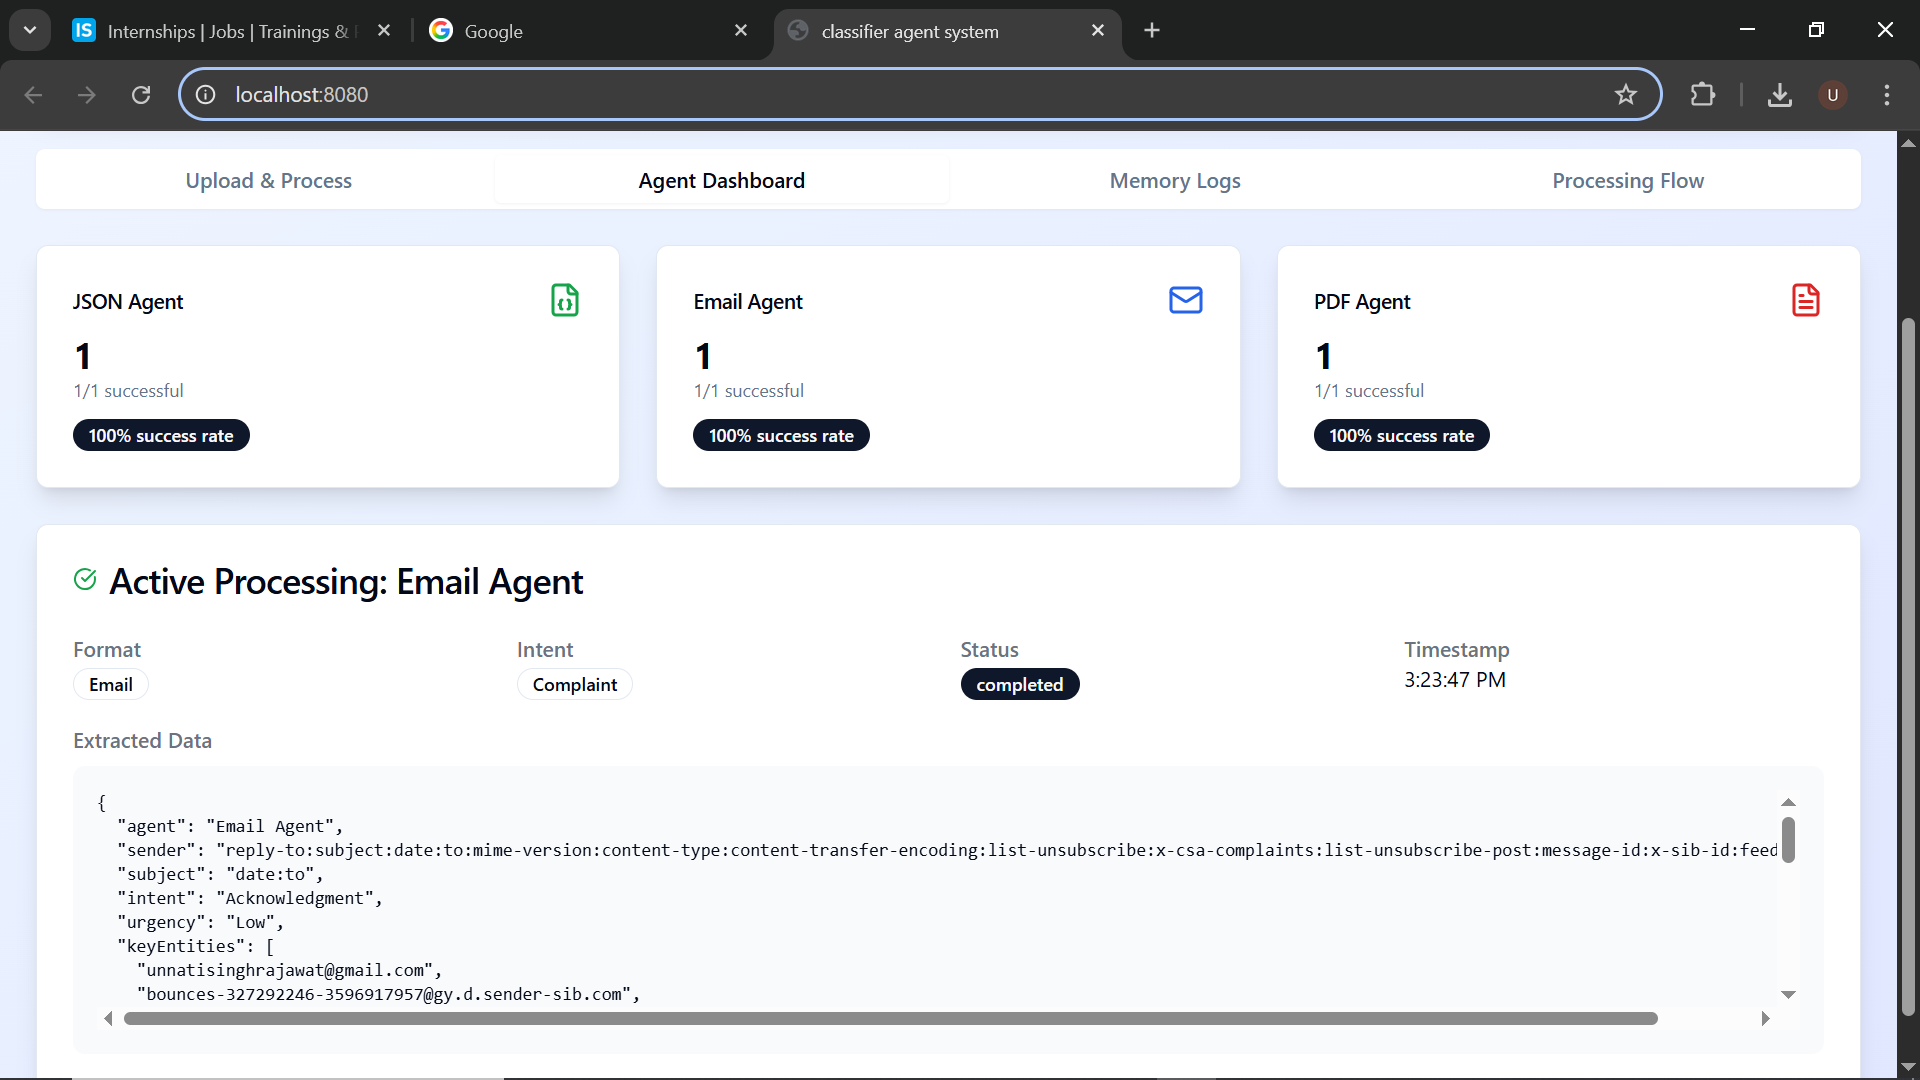 IS Internships | Jobs | Trainings &
Google
classifier agent system
localhost:8080
U
Upload & Process
Agent Dashboard
Memory Logs
Processing Flow
JSON Agent
1
1/1 successful
100% success rate
Email Agent
1
1/1 successful
100% success rate
PDF Agent
1
1/1 successful
100% success rate
Active Processing: Email Agent
Format
Email
Intent
Complaint
Status
completed
Timestamp
3:23:47 PM
Extracted Data
{
"agent": "Email Agent",
"sender": "reply-to:subject:date:to:mime-version:content-type:content-transfer-encoding:list-unsubscribe:x-csa-complaints:list-unsubscribe-post:message-id:x-sib-id:feed
"subject": "date:to",
"intent": "Acknowledgment",
"urgency": "Low",
"keyEntities": [
"unnatisinghrajawat@gmail.com",
"bounces-327292246-3596917957@gy.d.sender-sib.com",